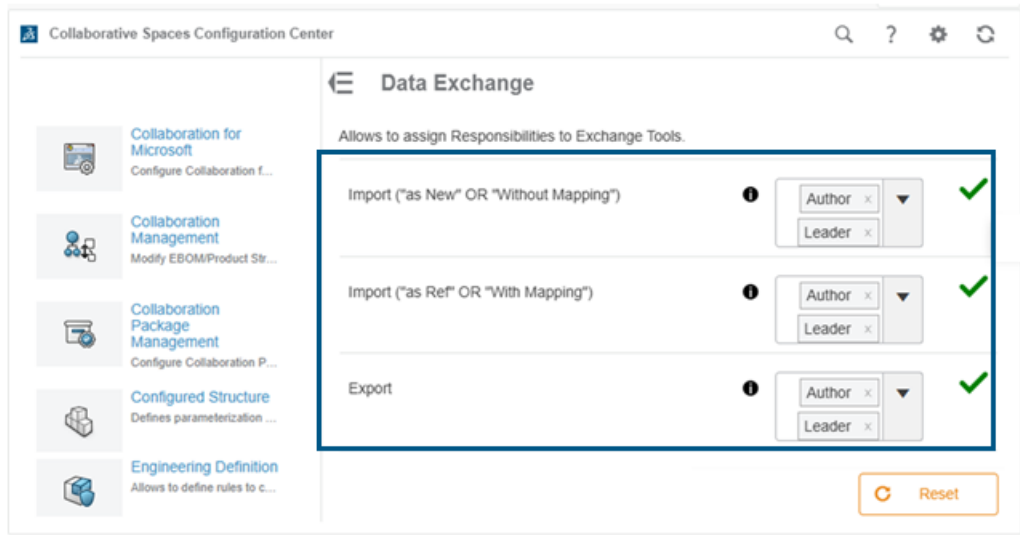 Collaborative Spaces Configuration Center
?
Data Exchange
Allows to assign Responsibilities to Exchange Tools.
Collaboration for
Microsoft
Configure Collaboration f...
Collaboration
Management
Modify EBOM/Product Str...
Collaboration
Package
Management
Configure Collaboration P...
Configured Structure
Defines parameterization ...
Engineering Definition
Allows to define rules to c...
Import ("as New" OR "Without Mapping")
Author x
Leader x
Import ("as Ref" OR "With Mapping")
Author x
Leader x
Export
Author x
Leader x
Reset